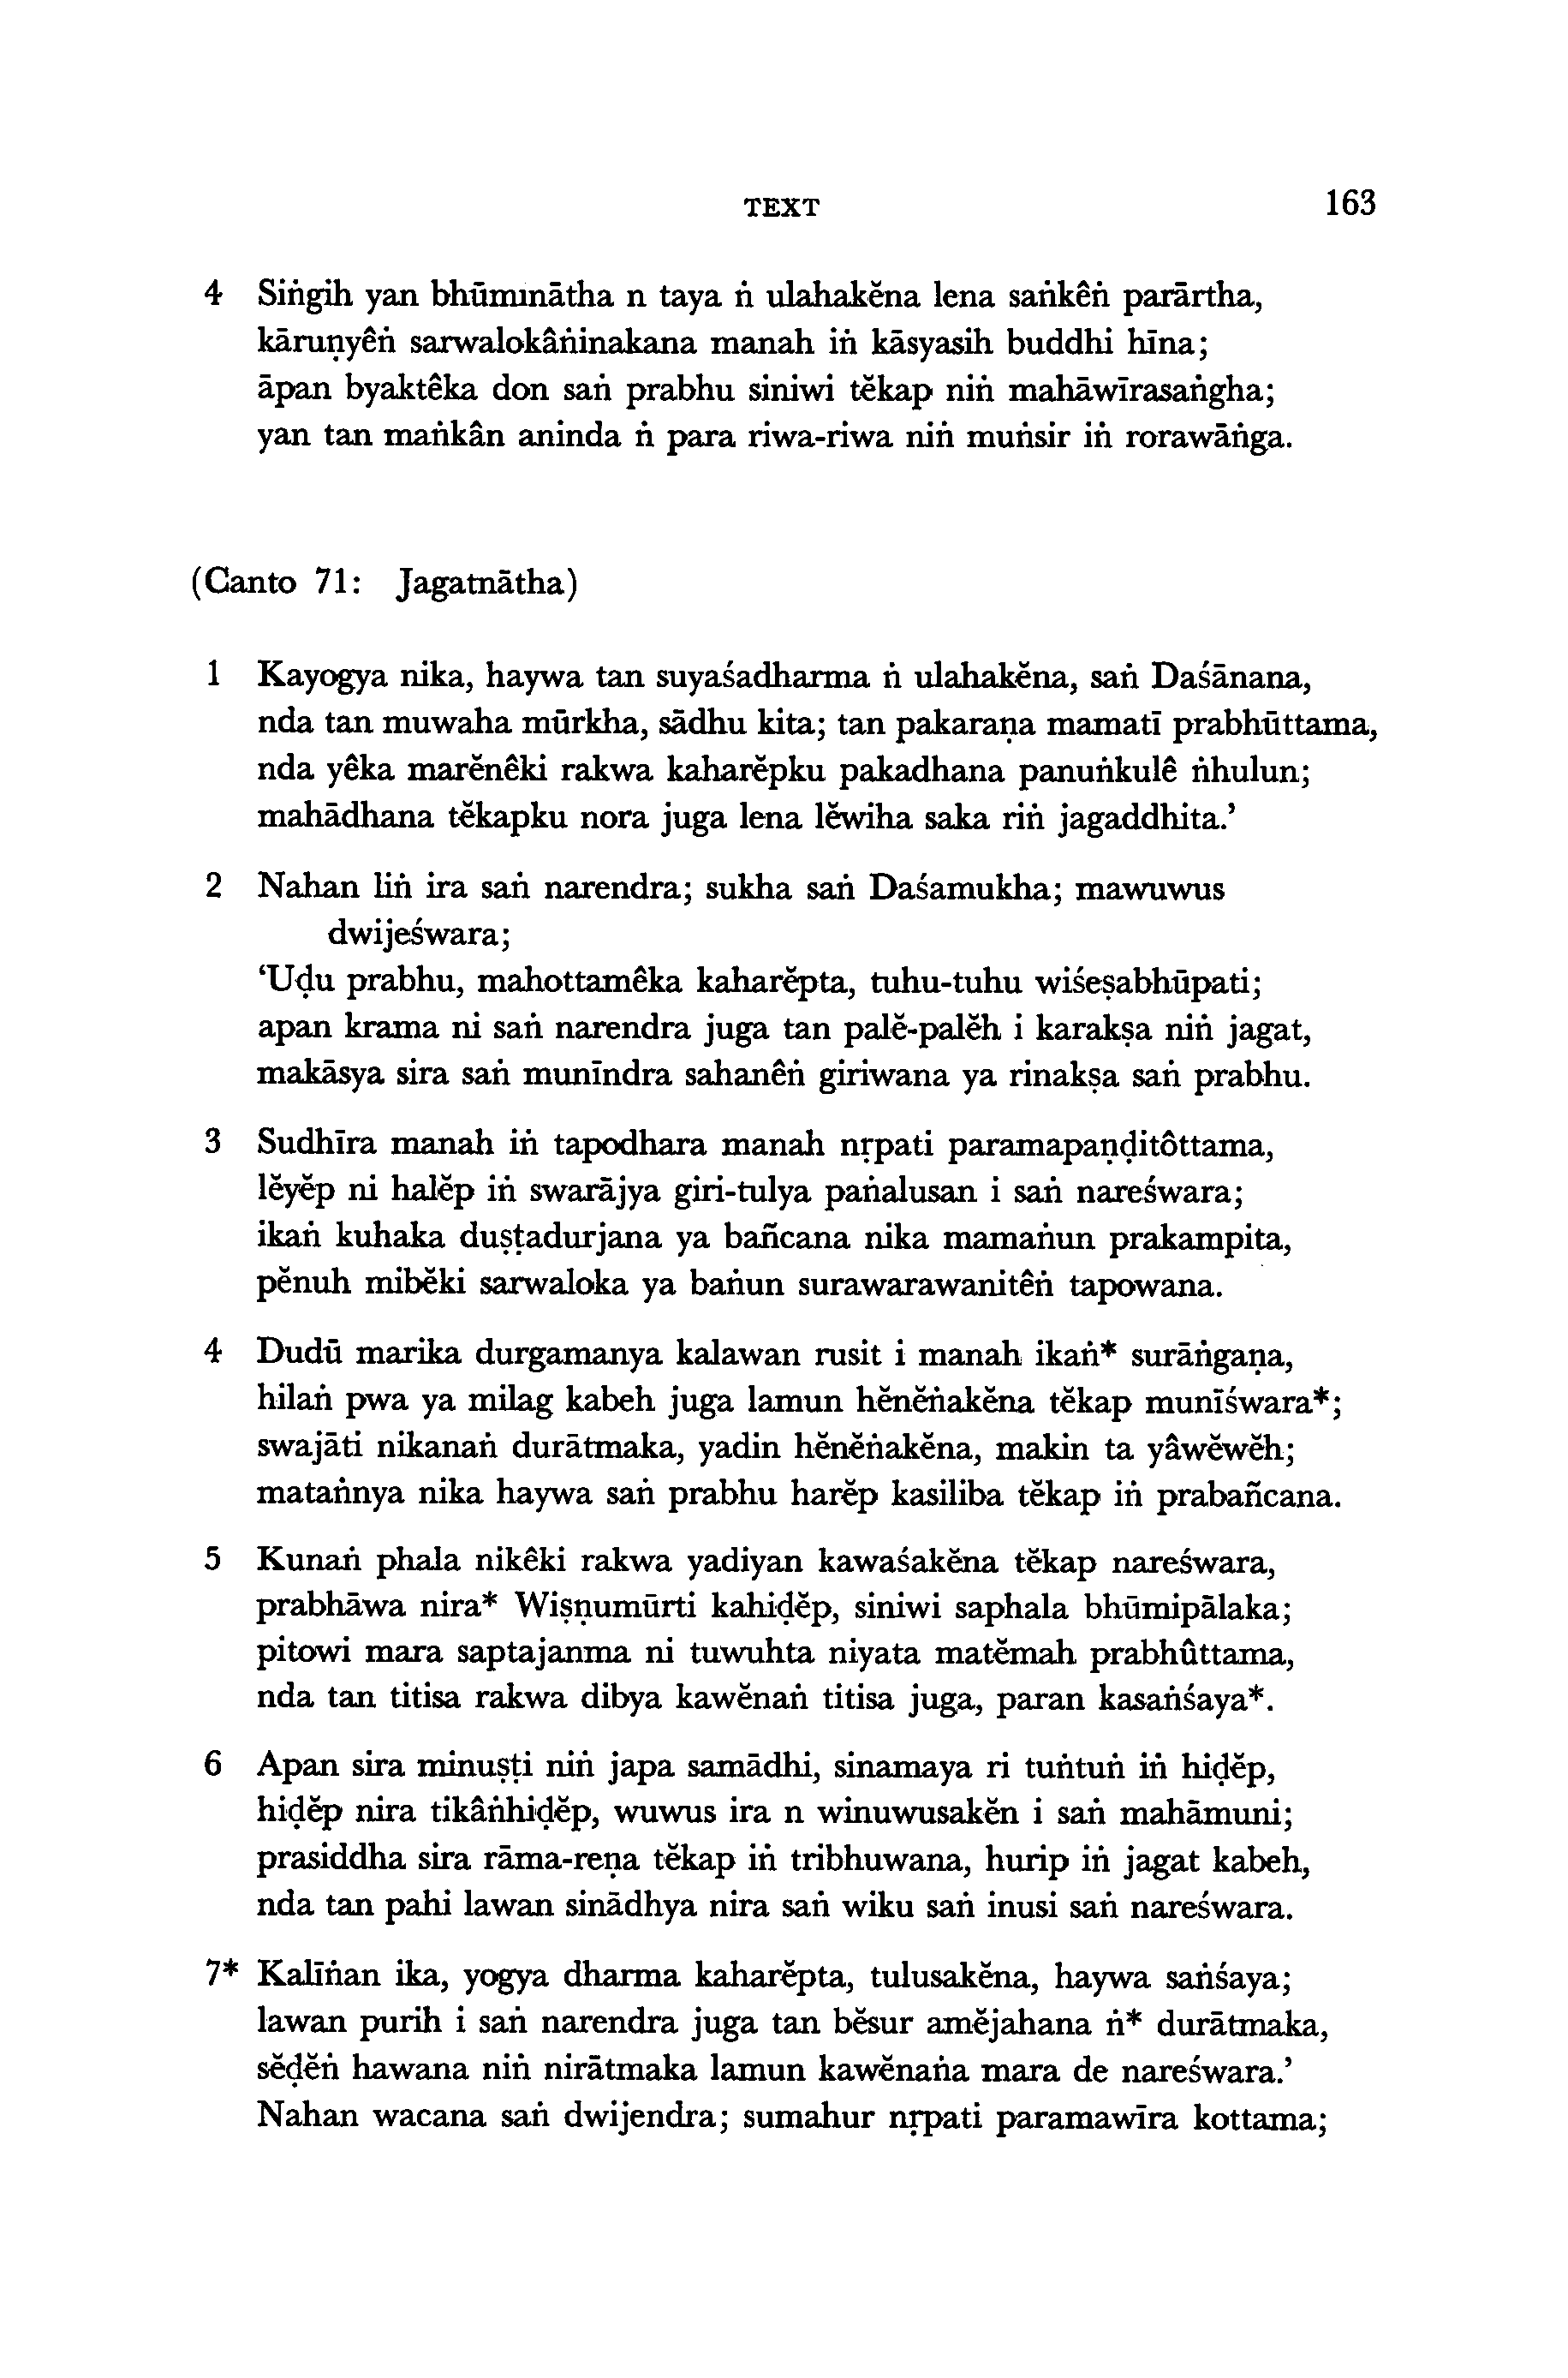 TEXT 163
4 Siṅgih yan bhūmināthа n taya ṅ ulahakĕna lena saṅkêṅ parārtha,
kāruṇyêṅ sarwalokâṅinakana manah iṅ kāsyasih buddhi hīna;
āpan byaktêka don saṅ prabhu siniwi tĕkap niṅ mahāwīrasaṅgha;
yan tan maṅkân aninda ṅ para riwa-riwa niṅ muṅsir iṅ rorawāṅga.
(Canto 71: Jagatnātha)
1 Kayogya nika, haywa tan suyaśadharma ṅ ulahakĕna, saṅ Daśānana,
nda tan muwaha mūrkha, sādhu kita; tan pakaraṇa mamatī prabhūttama,
nda yêka marĕnêki rakwa kaharĕpku pakadhana panuṅkulê ṅhulun;
mahādhana tĕkapku nora juga lena lĕwiha saka riṅ jagaddhita.’
2 Nahan liṅ ira saṅ narendra; sukha saṅ Daśamukha; mawuwus
dwijeśwara;
‘Uḍu prabhu, mahottamêka kaharĕpta, tuhu-tuhu wiśeṣabhūpati;
apan krama ni saṅ narendra juga tan palĕ-palĕh i karakṣa niṅ jagat,
makāsya sira saṅ munīndra sahanêṅ giriwana ya rinakṣa saṅ prabhu.
3 Sudhīra manah iṅ tapodhara manah nṛpati paramapaṇḍitôttama,
lĕyĕp ni halĕp iṅ swarājya giri-tulya paṅalusan i saṅ nareśwara;
ikaṅ kuhaka duṣṭadurjana ya bañcana nika mamaṅun prakampita,
pĕnuh mibĕki sarwaloka ya baṅun surawarawanitêṅ tapowana.
4 Dudū marika durgamanya kalawan rusit i manah ikaṅ* surāṅgaṇa,
hilaṅ pwa ya milag kabeh juga lamun hĕnĕṅakĕna tĕkap munīśwara*;
swajāti nikanaṅ durātmaka, yadin hĕnĕṅakĕna, makin ta yâwĕwĕh;
mataṅnya nika haywa saṅ prabhu harĕp kasiliba tĕkap iṅ prabañcana.
5 Kunaṅ phala nikêki rakwa yadiyan kawaśakĕna tĕkap nareśwara,
prabhāwa nira* Wiṣṇumūrti kahiḍĕp, siniwi saphala bhūmipālaka;
pitowi mara saptajanma ni tuwuhta niyata matĕmah prabhûttama,
nda tan titisa rakwa dibya kawĕnaṅ titisa juga, paran kasaṅśaya*.
6 Apan sira minuṣṭi niṅ japa samādhi, sinamaya ri tuṅtuṅ iṅ hiḍĕp,
hiḍĕp nira tikâṅhiḍĕp, wuwus ira n winuwusakĕn i saṅ mahāmuni;
prasiddha sira rāma-reṇa tĕkap iṅ tribhuwana, hurip iṅ jagat kabeh,
nda tan pahi lawan sinādhya nira saṅ wiku saṅ inusi saṅ nareśwara.
7* Kalīṅan ika, yogya dharma kaharĕpta, tulusakĕna, haywa saṅśaya;
lawan purih i saṅ narendra juga tan bĕsur amĕjahana ṅ* durātmaka,
sĕḍĕṅ hawana niṅ nirātmaka lamun kawĕnaṅa mara de nareśwara.’
Nahan wacana saṅ dwijendra; sumahur nṛpati paramawīra kottama;